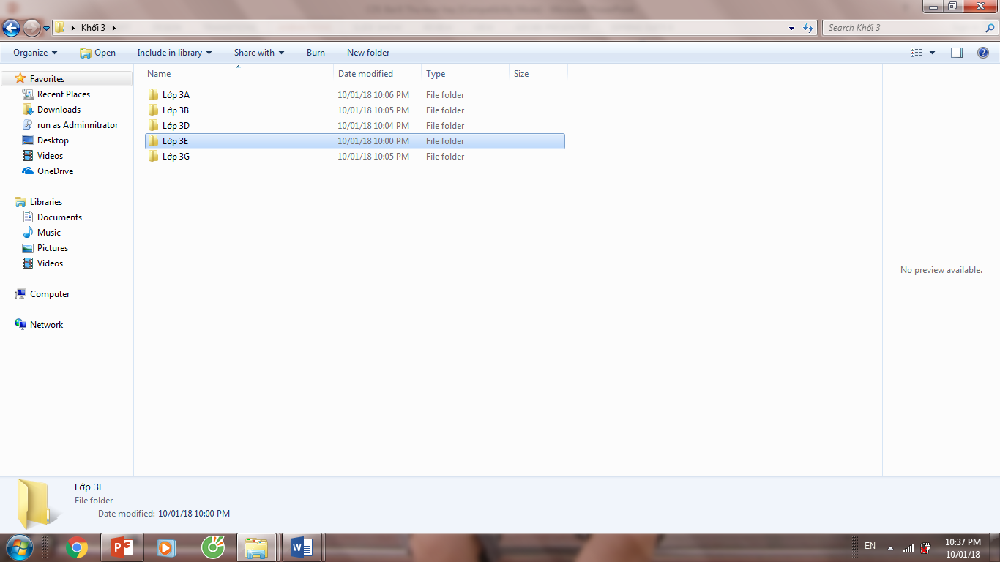 Khối 3
Search Khối 3
Organize Open Include in library Share with Burn New folder
Favorites
Recent Places
Downloads
run as Adminnitrator
Desktop
Videos
OneDrive
Libraries
Documents
Music
Pictures
Videos
Computer
Network
Name Date modified Type Size
Lớp 3A 10/01/18 10:06 PM File folder
Lớp 3B 10/01/18 10:05 PM File folder
Lớp 3D 10/01/18 10:04 PM File folder
Lớp 3E 10/01/18 10:00 PM File folder
Lớp 3G 10/01/18 10:05 PM File folder
No preview available.
Lớp 3E
File folder
Date modified: 10/01/18 10:00 PM
EN
10:37 PM
10/01/18